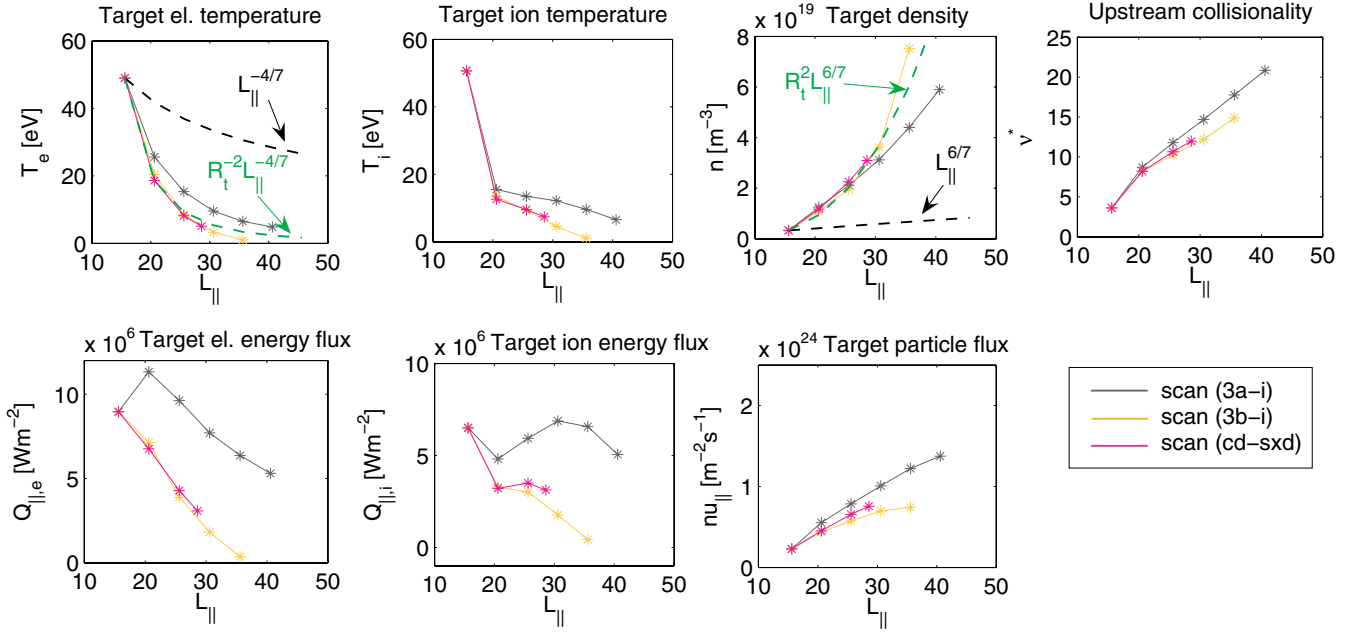 Target el. temperature
60
40
20
0
10 20 30 40 50
T_e [eV]
L_||
L_||^{-4/7}
R_t^{-2}L_||^{-4/7}
Target ion temperature
60
40
20
0
10 20 30 40 50
T_i [eV]
L_||
x 10^{19} Target density
8
6
4
2
0
10 20 30 40 50
n [m^{-3}]
L_||
R_t^2L_||^{6/7}
L_||^{6/7}
Upstream collisionality
25
20
15
10
5
0
10 20 30 40 50
ν*
L_||
x 10^6 Target el. energy flux
10
5
0
10 20 30 40 50
Q_{||,e} [Wm^{-2}]
L_||
x 10^6 Target ion energy flux
10
5
0
10 20 30 40 50
Q_{||,i} [Wm^{-2}]
L_||
x 10^{24} Target particle flux
2
1
0
10 20 30 40 50
nu_|| [m^{-2}s^{-1}]
L_||
scan (3a-i)
scan (3b-i)
scan (cd-sxd)